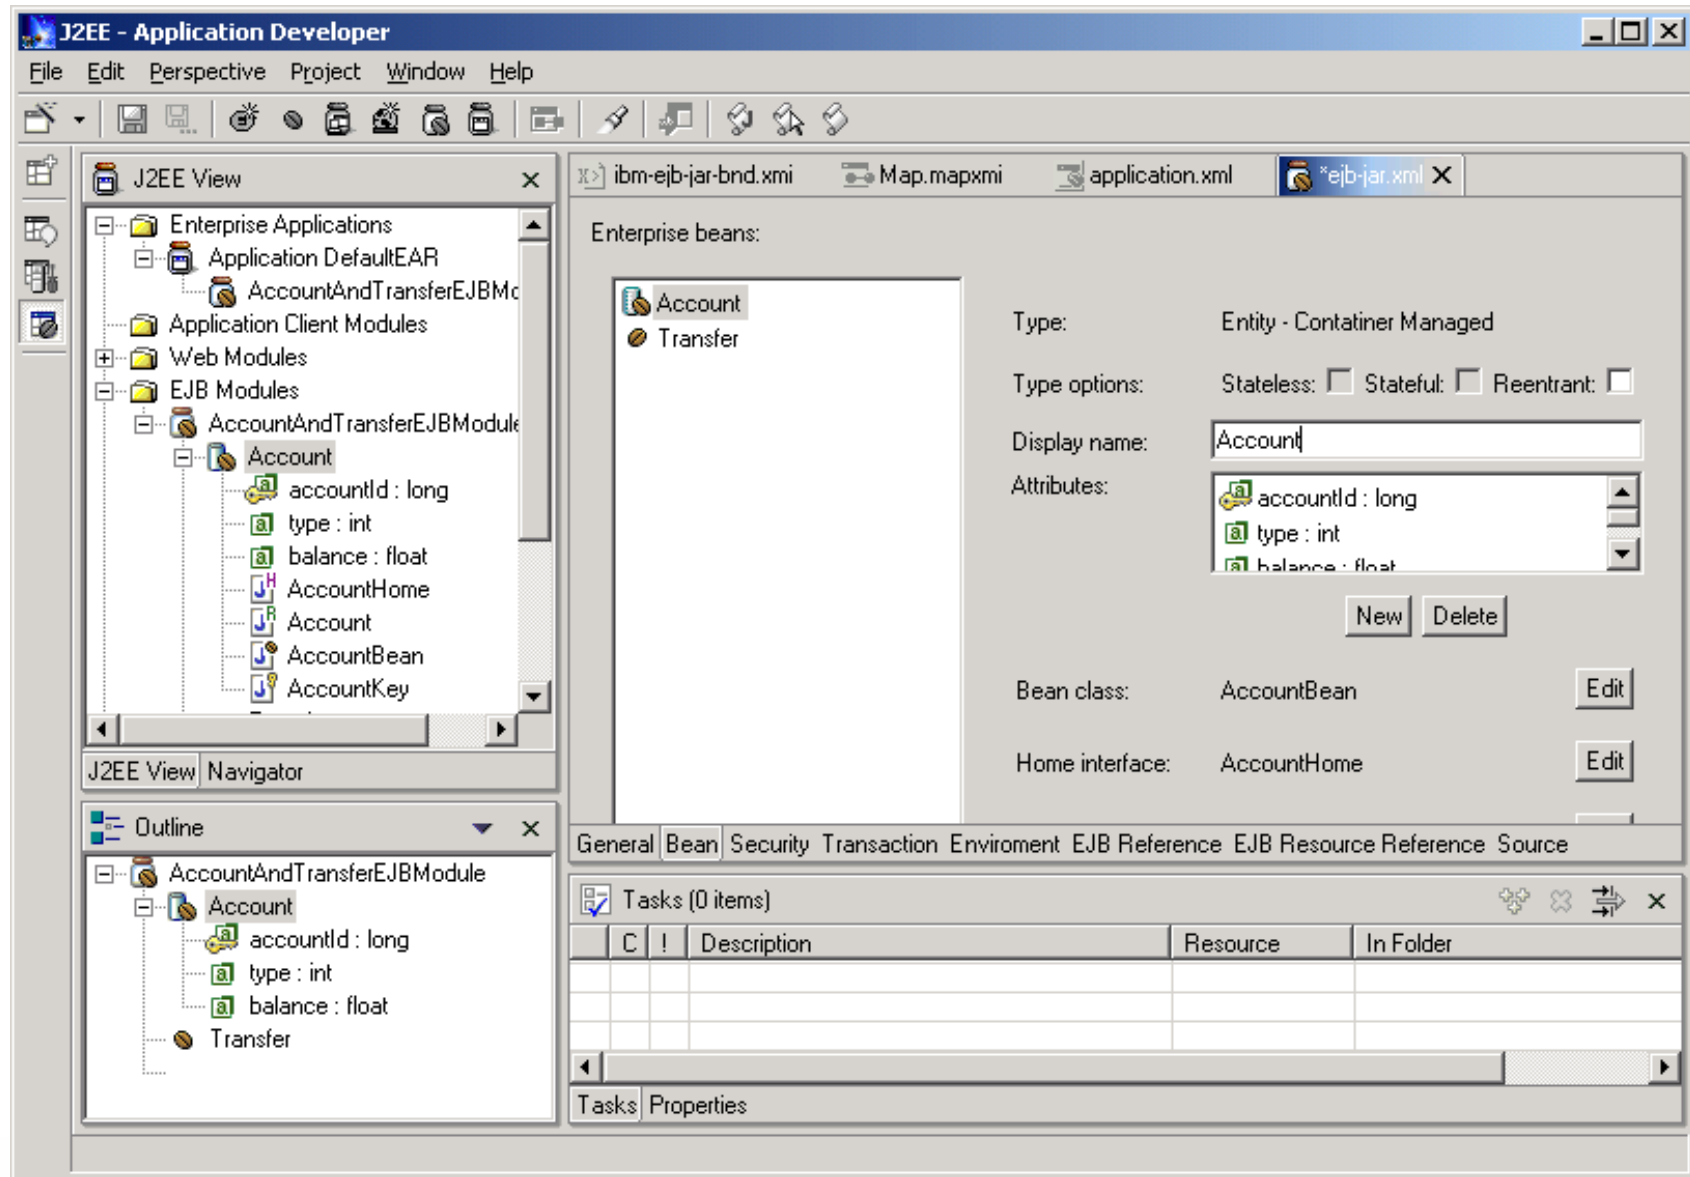 J2EE - Application Developer
File Edit Perspective Project Window Help
J2EE View
Enterprise Applications
Application DefaultEAR
AccountAndTransferEJBMo
Application Client Modules
Web Modules
EJB Modules
AccountAndTransferEJBModule
Account
accountId : long
type : int
balance : float
AccountHome
Account
AccountBean
AccountKey
J2EE View Navigator
Outline
AccountAndTransferEJBModule
Account
accountId : long
type : int
balance : float
Transfer
ibm-ejb-jar-bnd.xmi Map.mapxmi application.xml *ejb-jar.xml
Enterprise beans:
Account
Transfer
Type: Entity - Contatiner Managed
Type options: Stateless: Stateful: Reentrant:
Display name: Account
Attributes: accountId : long
type : int
balance : float
New Delete
Bean class: AccountBean Edit
Home interface: AccountHome Edit
General Bean Security Transaction Enviroment EJB Reference EJB Resource Reference Source
Tasks (0 items)
C ! Description Resource In Folder
Tasks Properties